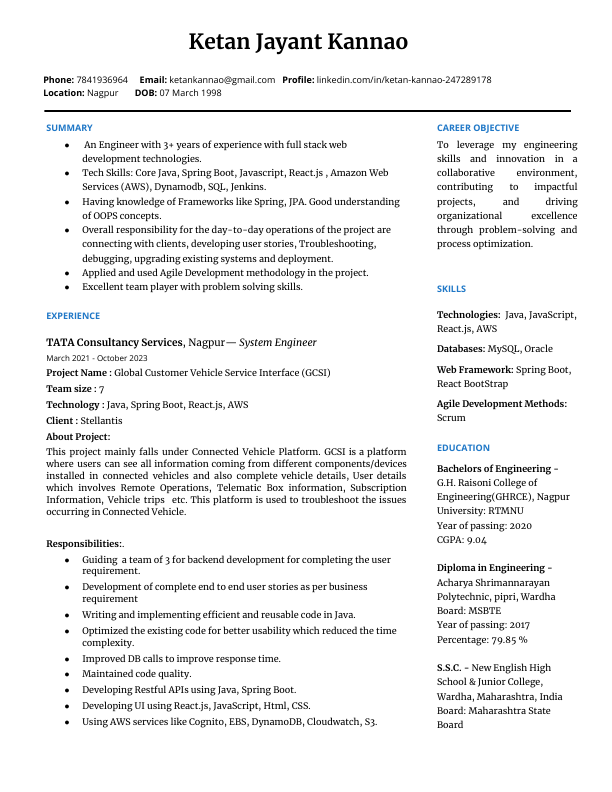 Ketan Jayant Kannao
Phone: 7841936964 Email: ketankannao@gmail.com Profile: linkedin.com/in/ketan-kannao-247289178
Location: Nagpur DOB: 07 March 1998
SUMMARY
● An Engineer with 3+ years of experience with full stack web
development technologies.
● Tech Skills: Core Java, Spring Boot, Javascript, React.js , Amazon Web
Services (AWS), Dynamodb, SQL, Jenkins.
● Having knowledge of Frameworks like Spring, JPA. Good understanding
of OOPS concepts.
● Overall responsibility for the day-to-day operations of the project are
connecting with clients, developing user stories, Troubleshooting,
debugging, upgrading existing systems and deployment.
● Applied and used Agile Development methodology in the project.
● Excellent team player with problem solving skills.
EXPERIENCE
TATA Consultancy Services, Nagpur— System Engineer
March 2021 - October 2023
Project Name : Global Customer Vehicle Service Interface (GCSI)
Team size : 7
Technology : Java, Spring Boot, React.js, AWS
Client : Stellantis
About Project:
This project mainly falls under Connected Vehicle Platform. GCSI is a platform
where users can see all information coming from different components/devices
installed in connected vehicles and also complete vehicle details, User details
which involves Remote Operations, Telematic Box information, Subscription
Information, Vehicle trips etc. This platform is used to troubleshoot the issues
occurring in Connected Vehicle.
Responsibilities:.
● Guiding a team of 3 for backend development for completing the user
requirement.
● Development of complete end to end user stories as per business
requirement
● Writing and implementing efficient and reusable code in Java.
● Optimized the existing code for better usability which reduced the time
complexity.
● Improved DB calls to improve response time.
● Maintained code quality.
● Developing Restful APIs using Java, Spring Boot.
● Developing UI using React.js, JavaScript, Html, CSS.
● Using AWS services like Cognito, EBS, DynamoDB, Cloudwatch, S3.
CAREER OBJECTIVE
To leverage my engineering
skills and innovation in a
collaborative environment,
contributing to impactful
projects, and driving
organizational excellence
through problem-solving and
process optimization.
SKILLS
Technologies: Java, JavaScript,
React.js, AWS
Databases: MySQL, Oracle
Web Framework: Spring Boot,
React BootStrap
Agile Development Methods:
Scrum
EDUCATION
Bachelors of Engineering -
G.H. Raisoni College of
Engineering(GHRCE), Nagpur
University: RTMNU
Year of passing: 2020
CGPA: 9.04
Diploma in Engineering -
Acharya Shrimannarayan
Polytechnic, pipri, Wardha
Board: MSBTE
Year of passing: 2017
Percentage: 79.85 %
S.S.C. - New English High
School & Junior College,
Wardha, Maharashtra, India
Board: Maharashtra State
Board